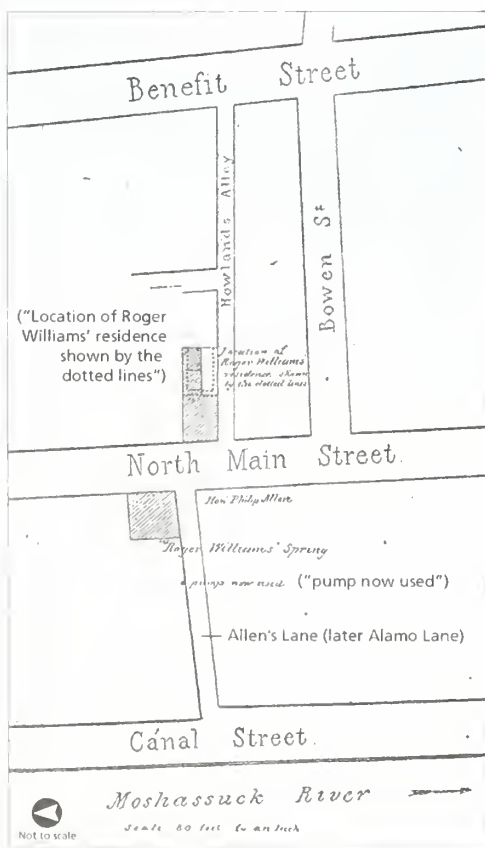 Benefit Street
Howlands Alley
Bowen St
("Location of Roger
Williams' residence
shown by the
dotted lines")
Location of
Roger Williams
residence shown
by the dotted lines
North Main Street.
Hon Philip Allen
"Roger Williams' Spring
pump now used
("pump now used")
Allen's Lane (later Alamo Lane)
Canal Street.
Moshassuck River
Scale 80 feet to an inch
Not to scale